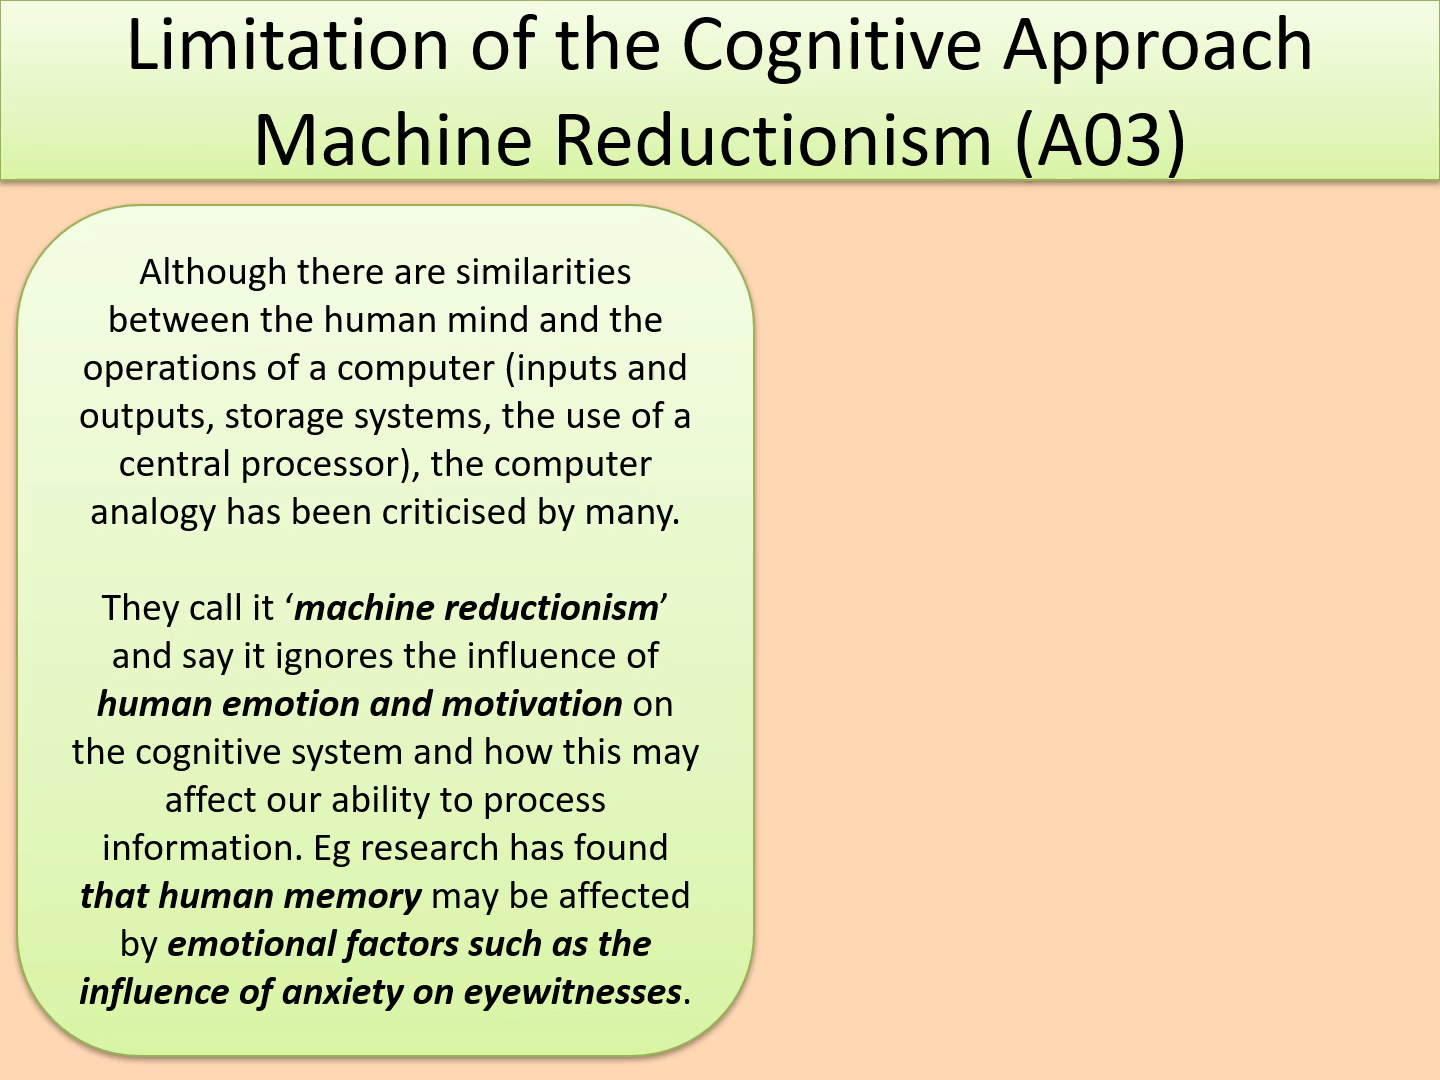 Limitation of the Cognitive Approach
Machine Reductionism (A03)
Although there are similarities
between the human mind and the
operations of a computer (inputs and
outputs, storage systems, the use of a
central processor), the computer
analogy has been criticised by many.
They call it ‘machine reductionism’
and say it ignores the influence of
human emotion and motivation on
the cognitive system and how this may
affect our ability to process
information. Eg research has found
that human memory may be affected
by emotional factors such as the
influence of anxiety on eyewitnesses.